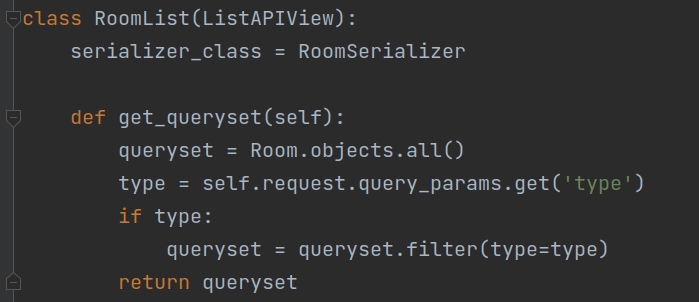 class RoomList(ListAPIView):
    serializer_class = RoomSerializer

    def get_queryset(self):
        queryset = Room.objects.all()
        type = self.request.query_params.get('type')
        if type:
            queryset = queryset.filter(type=type)
        return queryset